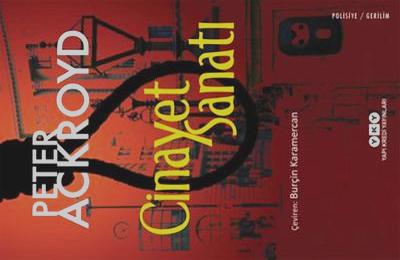 POLİSİYE / GERİLİM
PETER
ACKROYD
Cinayet
Sanatı
Çeviren: Burçin Karamercan
YKY
YAPI KREDİ YAYINLARI